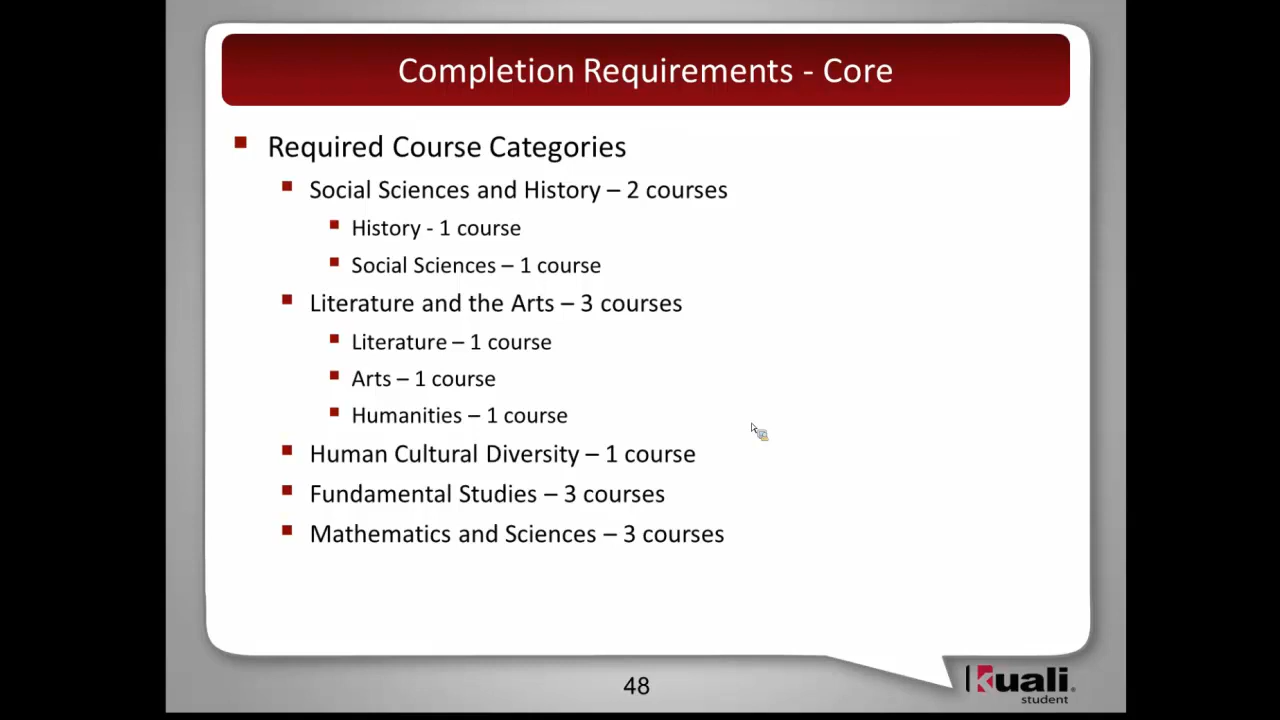 Completion Requirements - Core
Required Course Categories
Social Sciences and History – 2 courses
History - 1 course
Social Sciences – 1 course
Literature and the Arts – 3 courses
Literature – 1 course
Arts – 1 course
Humanities – 1 course
Human Cultural Diversity – 1 course
Fundamental Studies – 3 courses
Mathematics and Sciences – 3 courses
48
kuali
student